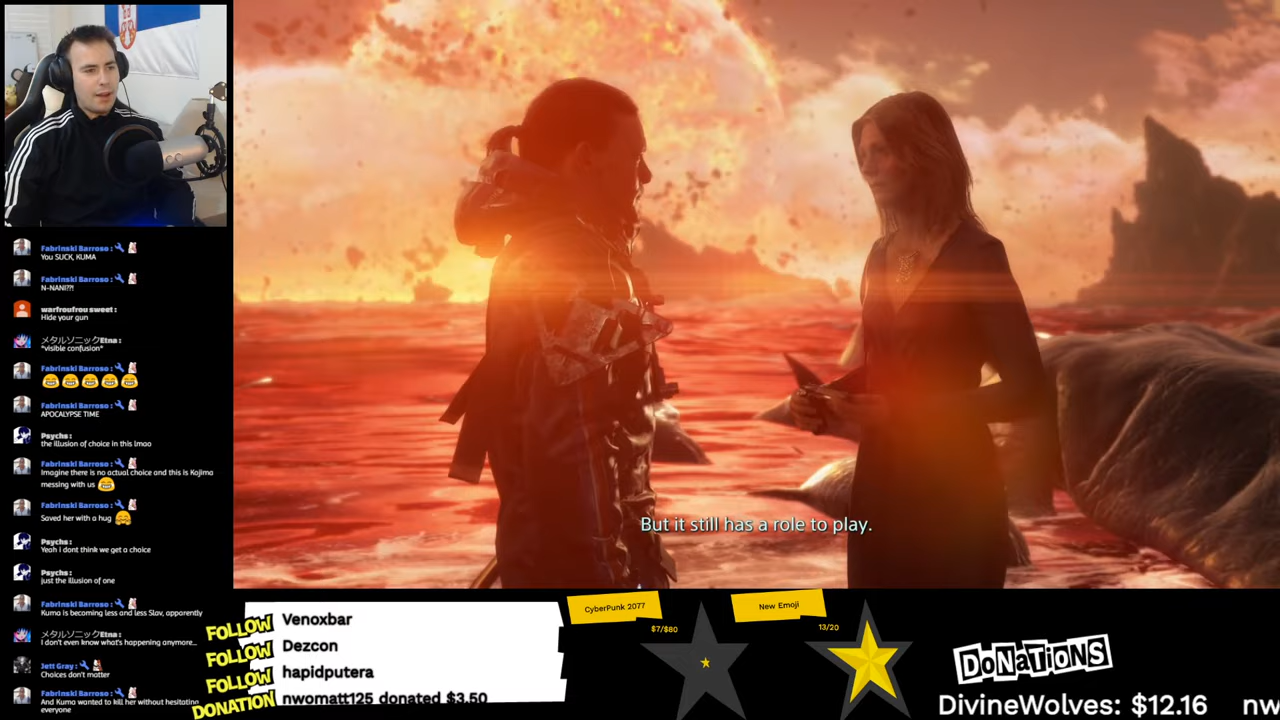 Fabrinski Barroso :
You SUCK, KUMA
Fabrinski Barroso :
N-NANI??!
warfroufrou sweet :
Hide your gun
メタルソニックEtna :
*visible confusion*
Fabrinski Barroso :
😂😂😂😂😂
Fabrinski Barroso :
APOCALYPSE TIME
Psychs :
the illusion of choice in this lmao
Fabrinski Barroso :
Imagine there is no actual choice and this is Kojima
messing with us 😂
Fabrinski Barroso :
Saved her with a hug 🤗
Psychs :
Yeah i dont think we get a choice
Psychs :
just the illusion of one
Fabrinski Barroso :
Kuma is becoming less and less Slav, apparently
メタルソニックEtna :
I don't even know what's happening anymore...
Jett Gray :
Choices don't matter
Fabrinski Barroso :
And Kuma wanted to kill her without hesitating
everyone
But it still has a role to play.
FOLLOW Venoxbar
FOLLOW Dezcon
FOLLOW hapidputera
DONATION nwomatt125 donated $3.50
CyberPunk 2077
$7/$80
New Emoji
13/20
DONATIONS
DivineWolves: $12.16 nw